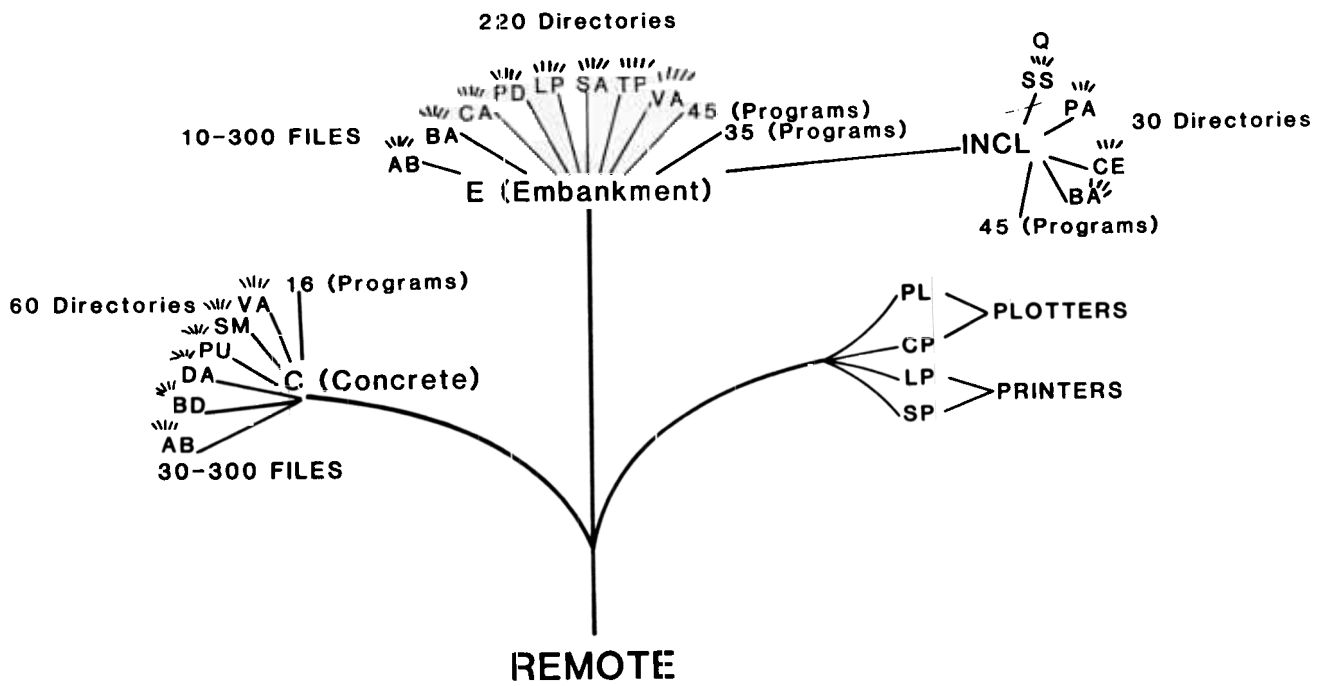 220 Directories
Q
SS
PD LP SA TP
CA VA 45 (Programs)
PA
30 Directories
10-300 FILES
BA
35 (Programs)
INCL
AB
CE
E (Embankment)
BA
45 (Programs)
16 (Programs)
60 Directories
VA
SM
PL
PLOTTERS
PU
CP
DA
C (Concrete)
LP
PRINTERS
BD
SP
AB
30-300 FILES
REMOTE